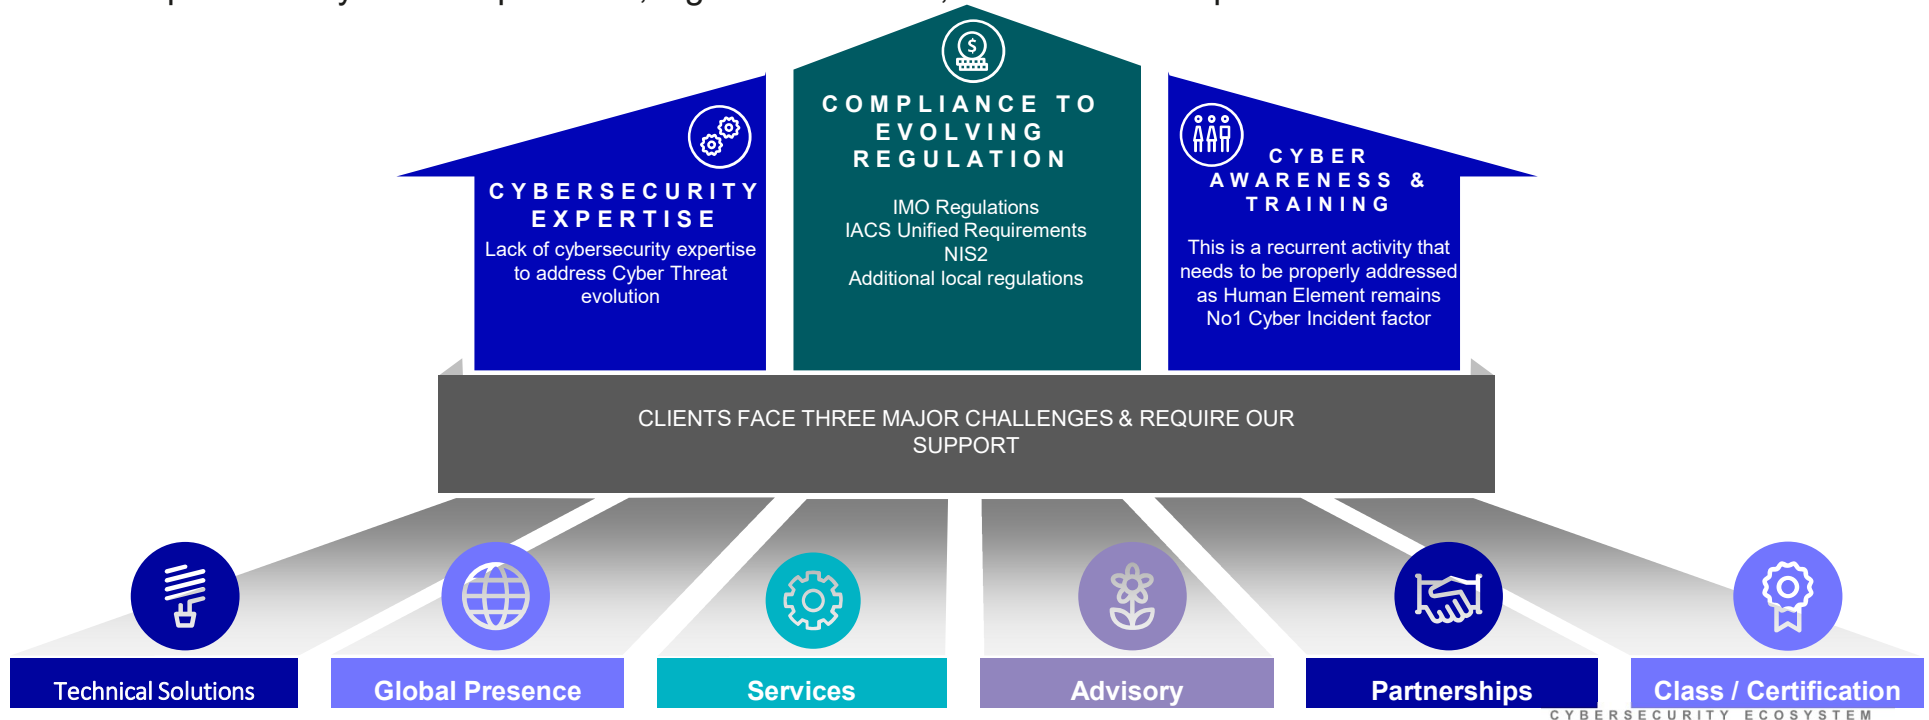 CYBERSECURITY
EXPERTISE
Lack of cybersecurity expertise
to address Cyber Threat
evolution
COMPLIANCE TO
EVOLVING
REGULATION
IMO Regulations
IACS Unified Requirements
NIS2
Additional local regulations
CYBER
AWARENESS &
TRAINING
This is a recurrent activity that
needs to be properly addressed
as Human Element remains
No1 Cyber Incident factor
CLIENTS FACE THREE MAJOR CHALLENGES & REQUIRE OUR
SUPPORT
Technical Solutions
Global Presence
Services
Advisory
Partnerships
Class / Certification
CYBERSECURITY ECOSYSTEM